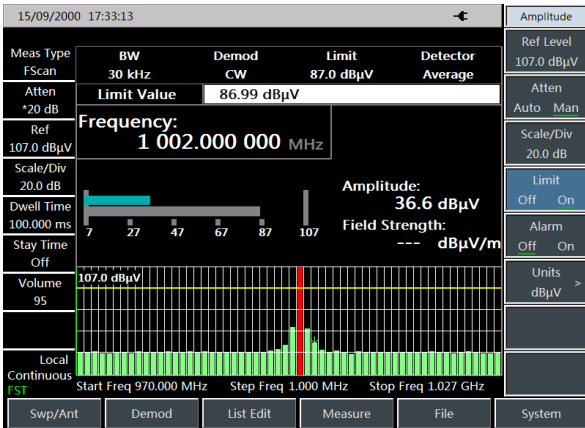 15/09/2000 17:33:13
Amplitude
Meas Type
FScan
BW
30 kHz
Demod
CW
Limit
87.0 dBµV
Detector
Average
Ref Level
107.0 dBµV
Atten
*20 dB
Limit Value
86.99 dBµV
Atten
Auto Man
Ref
107.0 dBµV
Frequency:
1 002.000 000 MHz
Scale/Div
20.0 dB
Scale/Div
20.0 dB
Amplitude:
36.6 dBµV
Limit
Off On
Dwell Time
100.000 ms
7 27 47 67 87 107
Field Strength:
--- dBµV/m
Alarm
Off On
Stay Time
Off
Volume
95
107.0 dBµV
Units
dBµV >
Local
Continuous
FST
Start Freq 970.000 MHz Step Freq 1.000 MHz Stop Freq 1.027 GHz
Swp/Ant Demod List Edit Measure File System